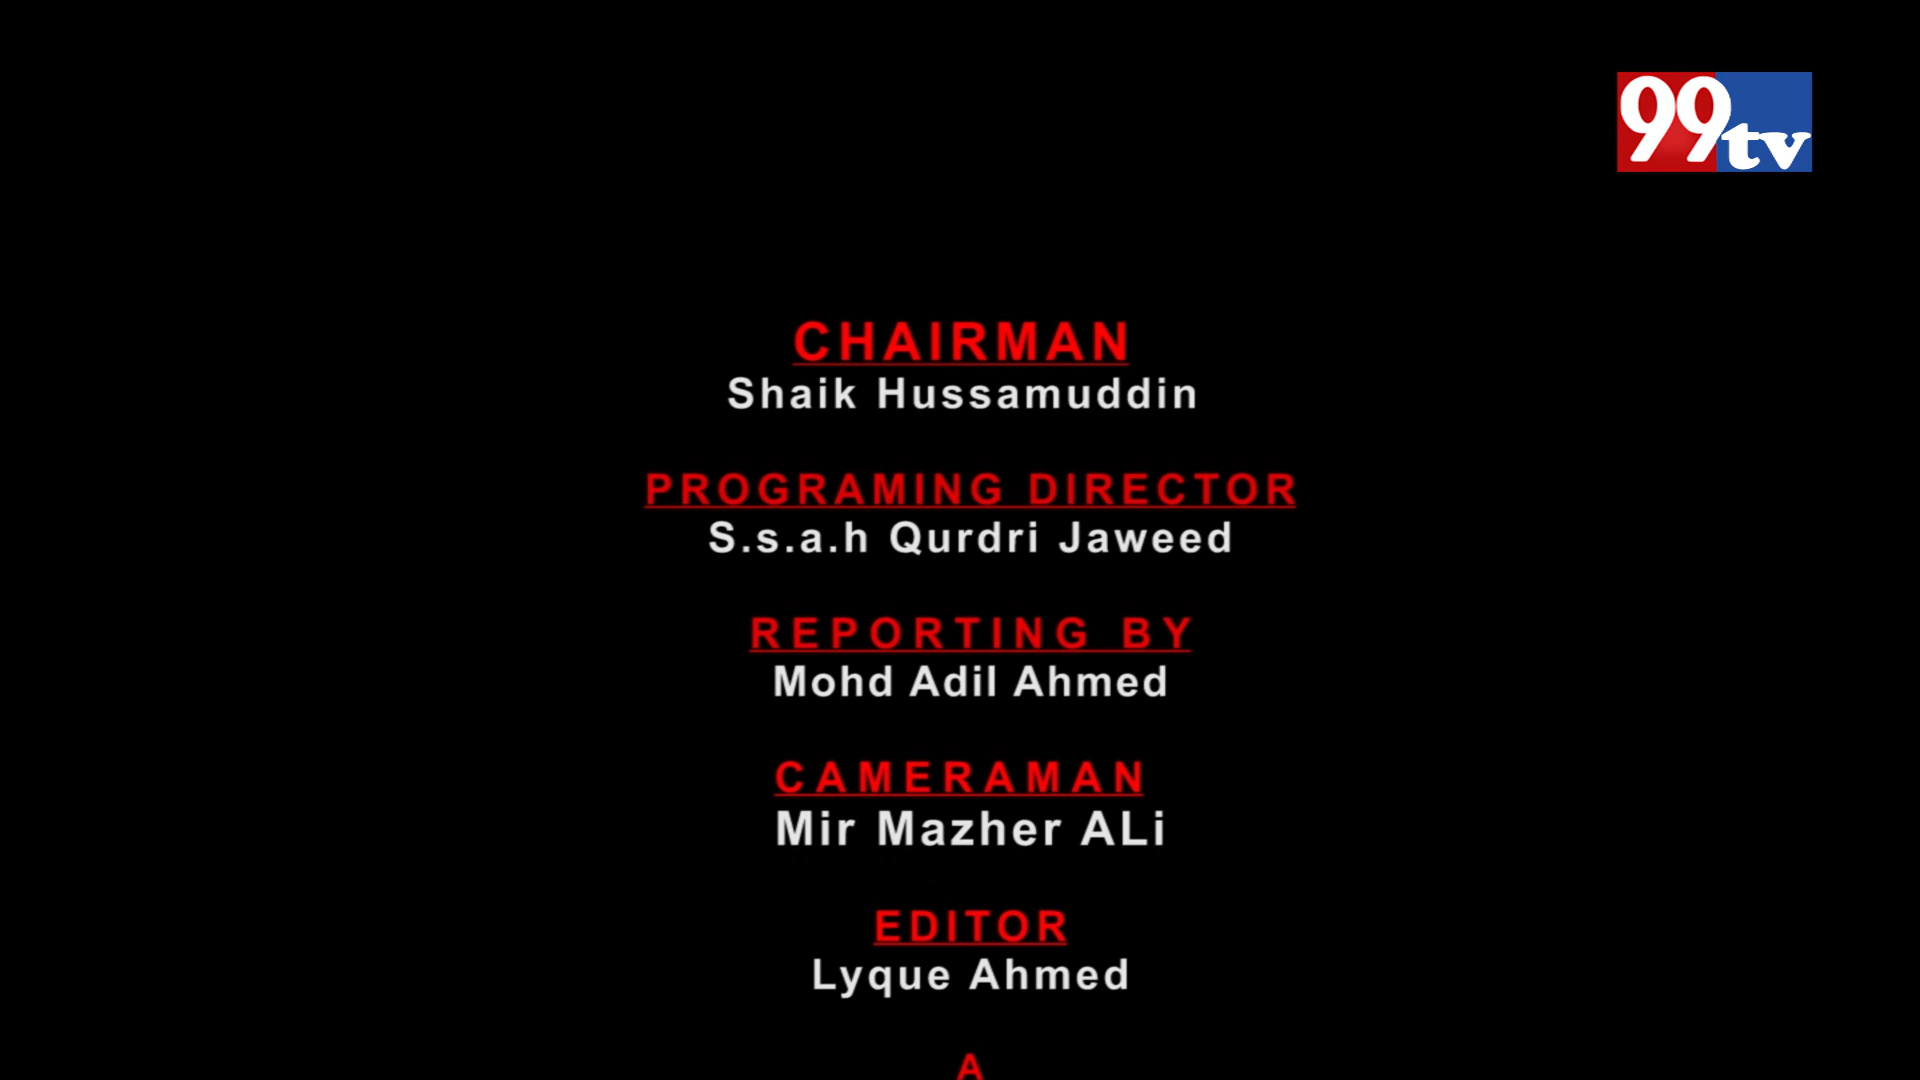 99tv
CHAIRMAN
Shaik Hussamuddin
PROGRAMING DIRECTOR
S.s.a.h Qurdri Jaweed
REPORTING BY
Mohd Adil Ahmed
CAMERAMAN
Mir Mazher ALi
EDITOR
Lyque Ahmed
A